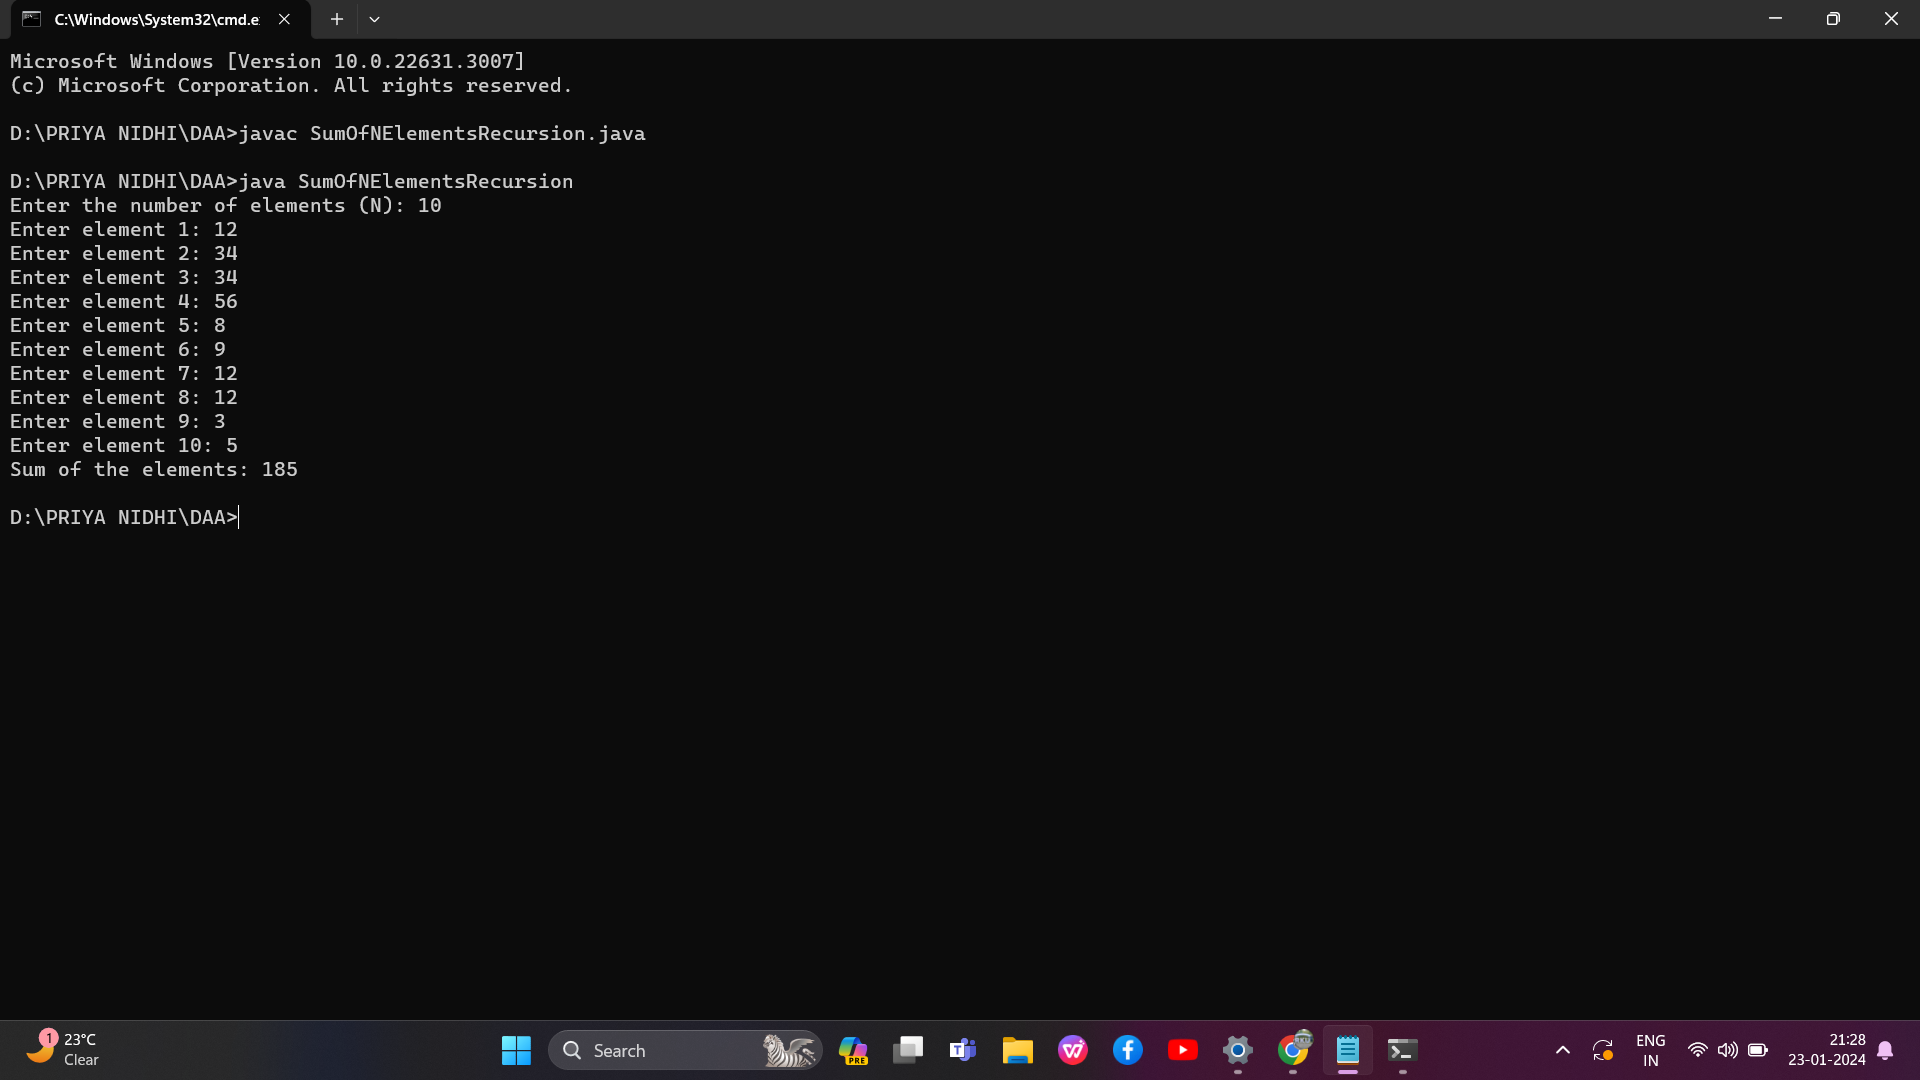 C:\Windows\System32\cmd.e
Microsoft Windows [Version 10.0.22631.3007]
(c) Microsoft Corporation. All rights reserved.
D:\PRIYA NIDHI\DAA>javac SumOfNElementsRecursion.java
D:\PRIYA NIDHI\DAA>java SumOfNElementsRecursion
Enter the number of elements (N): 10
Enter element 1: 12
Enter element 2: 34
Enter element 3: 34
Enter element 4: 56
Enter element 5: 8
Enter element 6: 9
Enter element 7: 12
Enter element 8: 12
Enter element 9: 3
Enter element 10: 5
Sum of the elements: 185
D:\PRIYA NIDHI\DAA>
1
23°C
Clear
Search
PRE
ENG
IN
21:28
23-01-2024